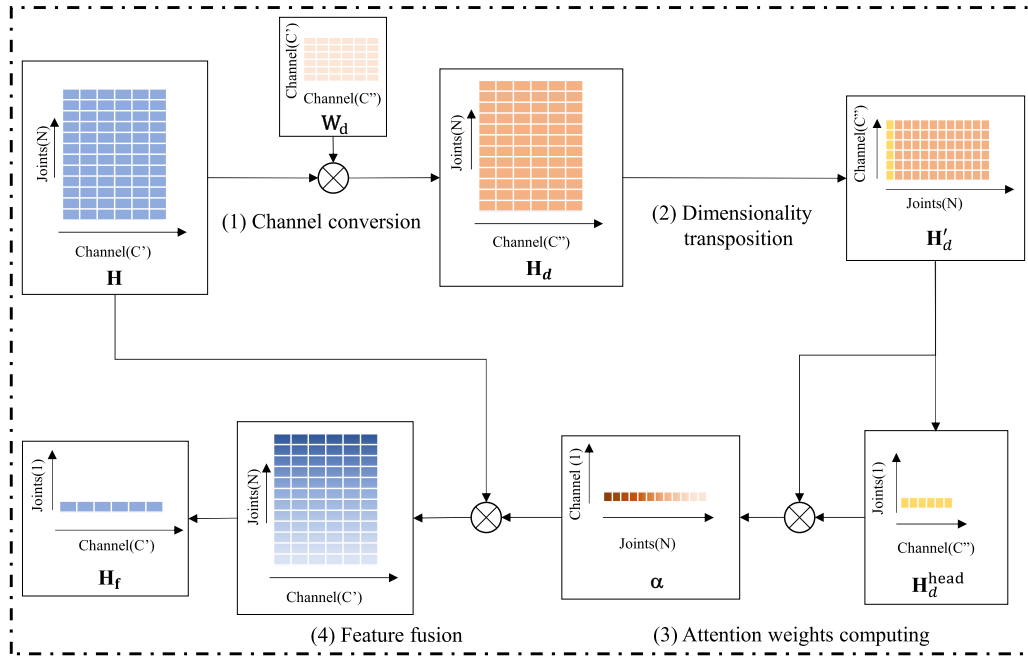 Joints(N)
Channel(C')
H
Channel(C')
Channel(C")
W_d
(1) Channel conversion
Joints(N)
Channel(C")
H_d
(2) Dimensionality
transposition
Channel(C")
Joints(N)
H'_d
Joints(1)
Channel(C')
H_f
Joints(N)
Channel(C')
(4) Feature fusion
Channel (1)
Joints(N)
α
Joints(1)
Channel(C")
H_d^head
(3) Attention weights computing